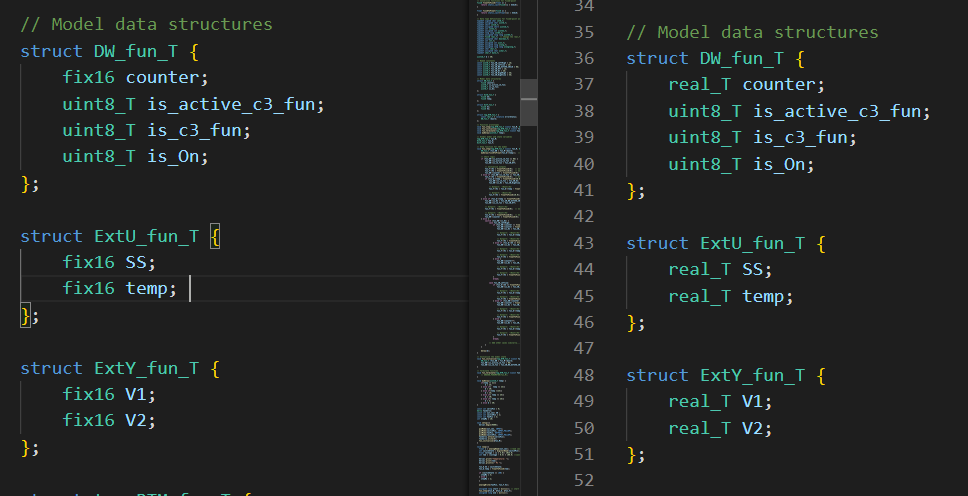 // Model data structures
struct DW_fun_T {
fix16 counter;
uint8_T is_active_c3_fun;
uint8_T is_c3_fun;
uint8_T is_On;
};
struct ExtU_fun_T {
fix16 SS;
fix16 temp;
};
struct ExtY_fun_T {
fix16 V1;
fix16 V2;
};
34
35 // Model data structures
36 struct DW_fun_T {
37 real_T counter;
38 uint8_T is_active_c3_fun;
39 uint8_T is_c3_fun;
40 uint8_T is_On;
41 };
42
43 struct ExtU_fun_T {
44 real_T SS;
45 real_T temp;
46 };
47
48 struct ExtY_fun_T {
49 real_T V1;
50 real_T V2;
51 };
52